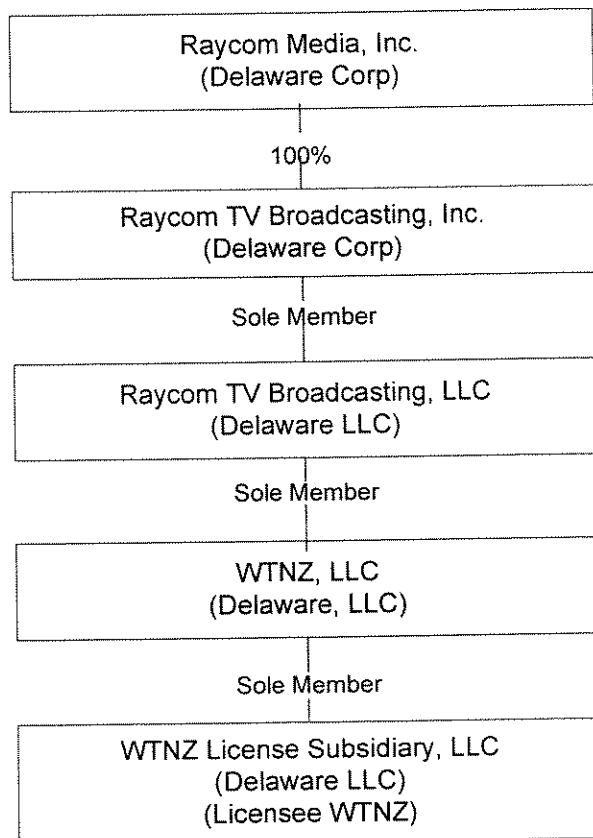 Raycom Media, Inc.
(Delaware Corp)
100%
Raycom TV Broadcasting, Inc.
(Delaware Corp)
Sole Member
Raycom TV Broadcasting, LLC
(Delaware LLC)
Sole Member
WTNZ, LLC
(Delaware, LLC)
Sole Member
WTNZ License Subsidiary, LLC
(Delaware LLC)
(Licensee WTNZ)